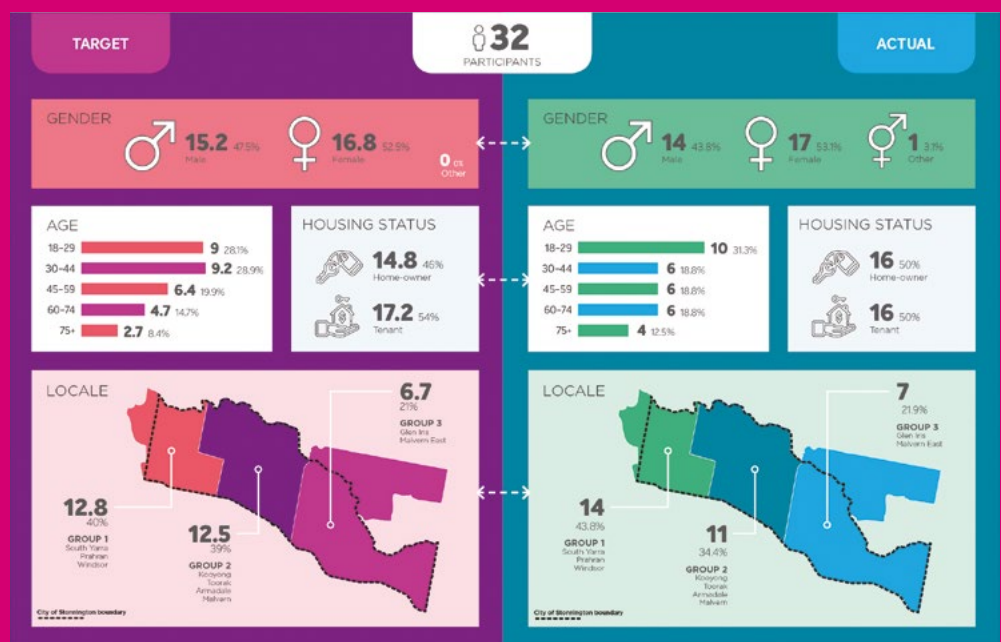 TARGET
32
PARTICIPANTS
ACTUAL
GENDER
15.2 47.5%
Male
16.8 52.5%
Female
0 0%
Other
GENDER
14 43.8%
Male
17 53.1%
Female
1 3.1%
Other
AGE
18-29 9 28.1%
30-44 9.2 28.9%
45-59 6.4 19.9%
60-74 4.7 14.7%
75+ 2.7 8.4%
HOUSING STATUS
14.8 46%
Home-owner
17.2 54%
Tenant
AGE
18-29 10 31.3%
30-44 6 18.8%
45-59 6 18.8%
60-74 6 18.8%
75+ 4 12.5%
HOUSING STATUS
16 50%
Home-owner
16 50%
Tenant
LOCALE
6.7
21%
GROUP 3
Glen Iris
Malvern East
12.8
40%
GROUP 1
South Yarra
Prahran
Windsor
12.5
39%
GROUP 2
Kooyong
Toorak
Armadale
Malvern
City of Stonnington boundary
LOCALE
7
21.9%
GROUP 3
Glen Iris
Malvern East
14
43.8%
GROUP 1
South Yarra
Prahran
Windsor
11
34.4%
GROUP 2
Kooyong
Toorak
Armadale
Malvern
City of Stonnington boundary